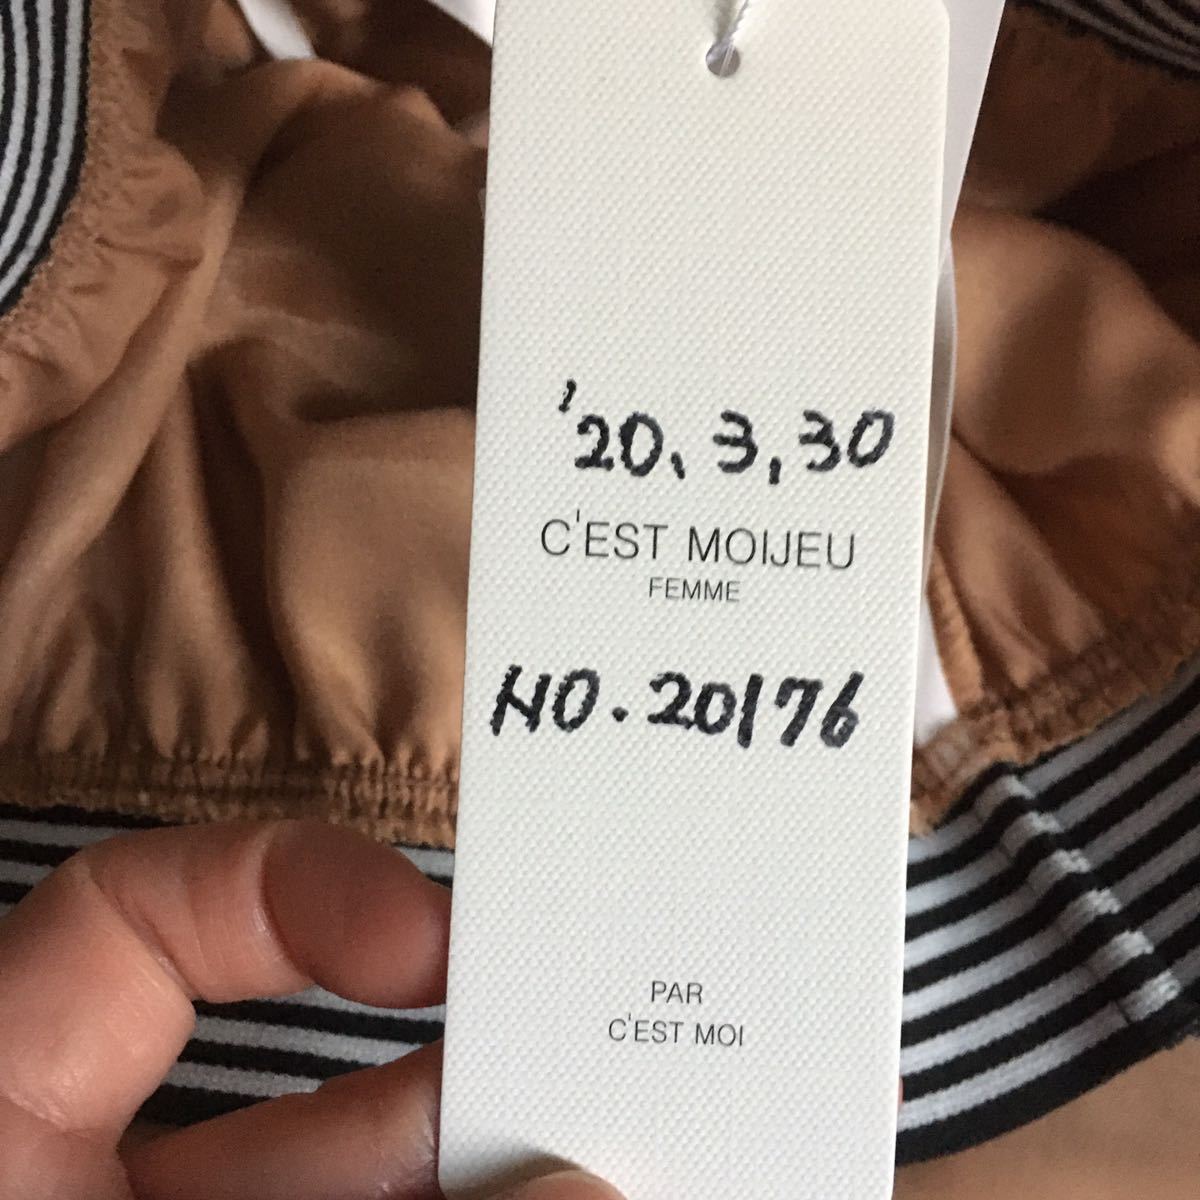 '20、3,30
C'EST MOIJEU
FEMME
NO.20176
PAR
C'EST MOI